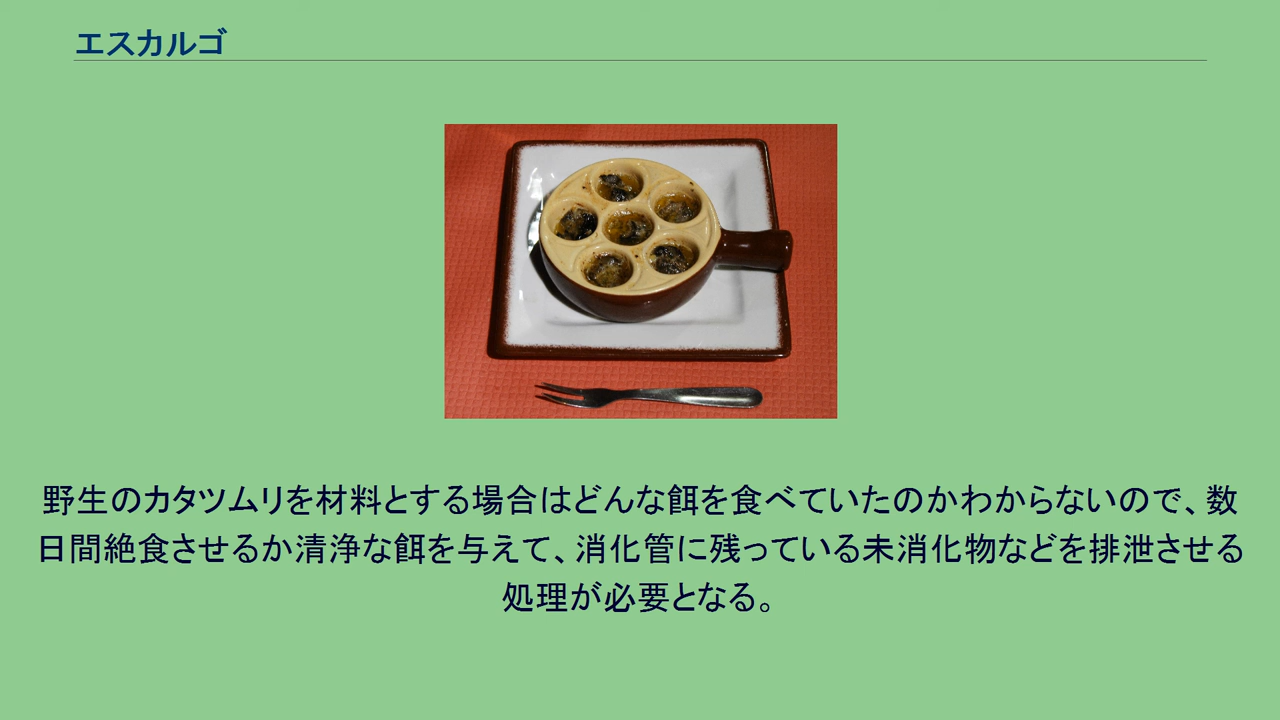 エスカルゴ
野生のカタツムリを材料とする場合はどんな餌を食べていたのかわからないので、数
日間絶食させるか清浄な餌を与えて、消化管に残っている未消化物などを排泄させる
処理が必要となる。